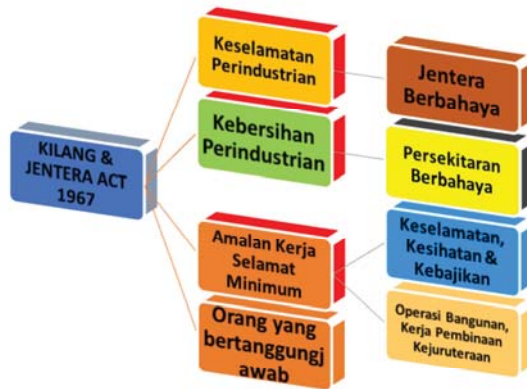 KILANG &
JENTERA ACT
1967
Keselamatan
Perindustrian
Kebersihan
Perindustrian
Amalan Kerja
Selamat
Minimum
Orang yang
bertanggungj
awab
Jentera
Berbahaya
Persekitaran
Berbahaya
Keselamatan,
Kesihatan &
Kebajikan
Operasi Bangunan,
Kerja Pembinaan
Kejuruteraan